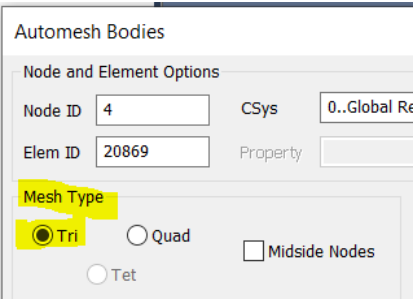 Automesh Bodies
Node and Element Options
Node ID 4 CSys 0..Global Re
Elem ID 20869 Property
Mesh Type
Tri Quad Midside Nodes
Tet